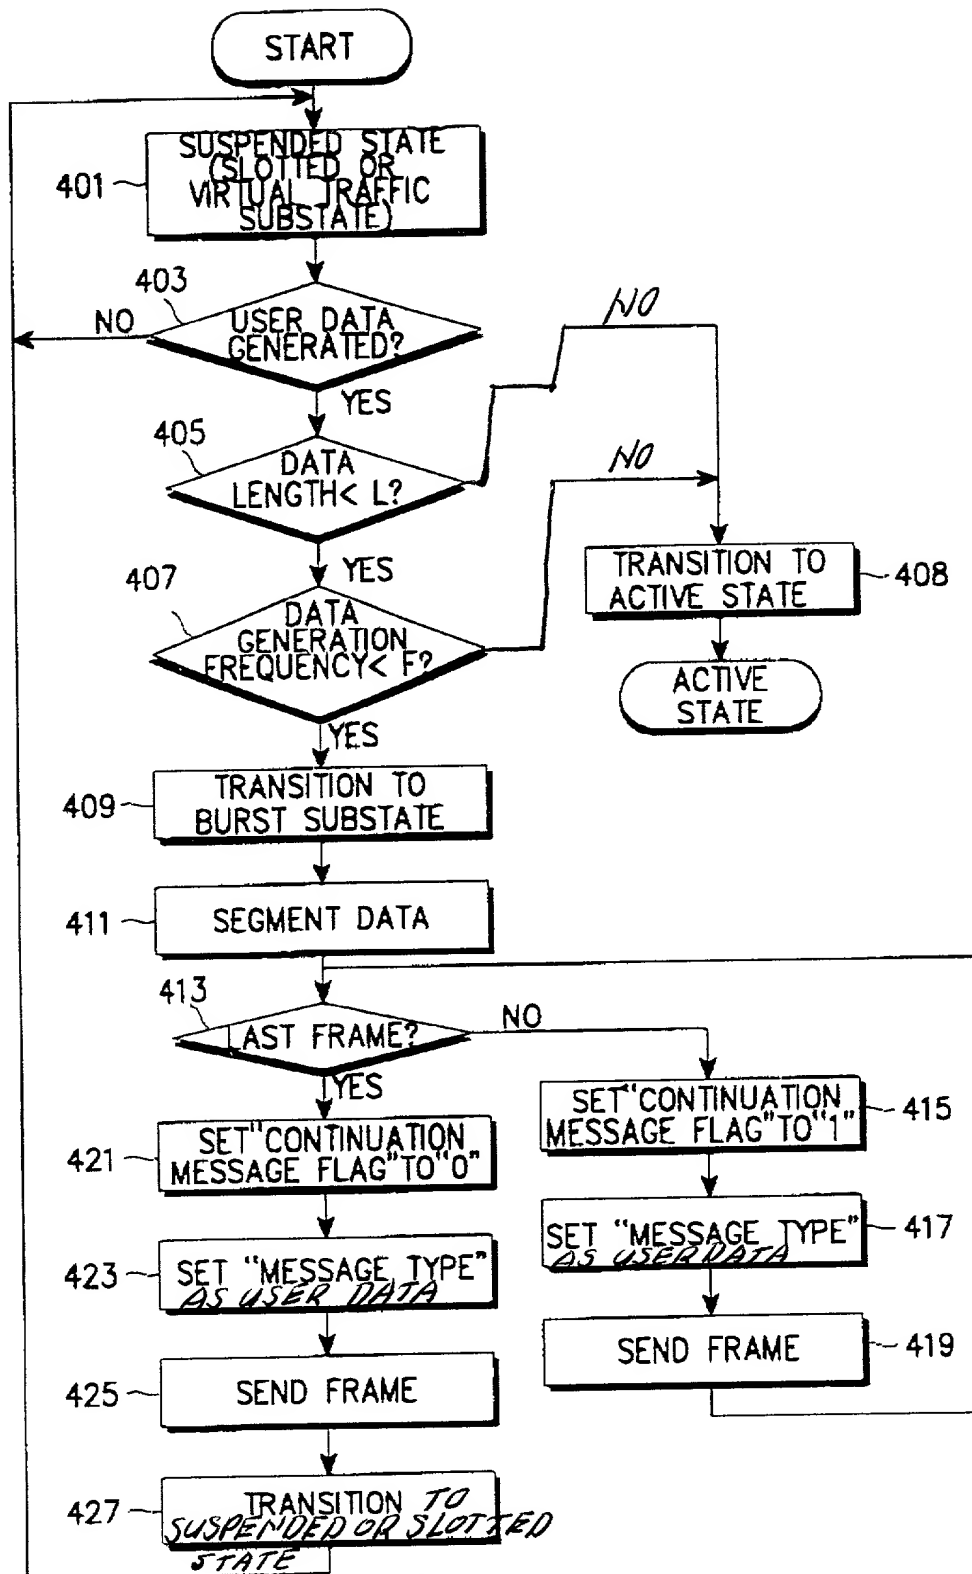 START
SUSPENDED STATE
(SLOTTED OR
VIRTUAL TRAFFIC
SUBSTATE)
401
403
NO
USER DATA
GENERATED?
YES
NO
405
DATA
LENGTH< L?
NO
YES
407
DATA
GENERATION
FREQUENCY< F?
YES
TRANSITION TO
ACTIVE STATE
408
ACTIVE
STATE
409
TRANSITION TO
BURST SUBSTATE
411
SEGMENT DATA
413
LAST FRAME?
NO
YES
SET "CONTINUATION
MESSAGE FLAG" TO "1"
415
421
SET "CONTINUATION
MESSAGE FLAG" TO "0"
SET "MESSAGE TYPE"
AS USER DATA
417
423
SET "MESSAGE TYPE"
AS USER DATA
SEND FRAME
419
425
SEND FRAME
427
TRANSITION TO
SUSPENDED OR SLOTTED
STATE